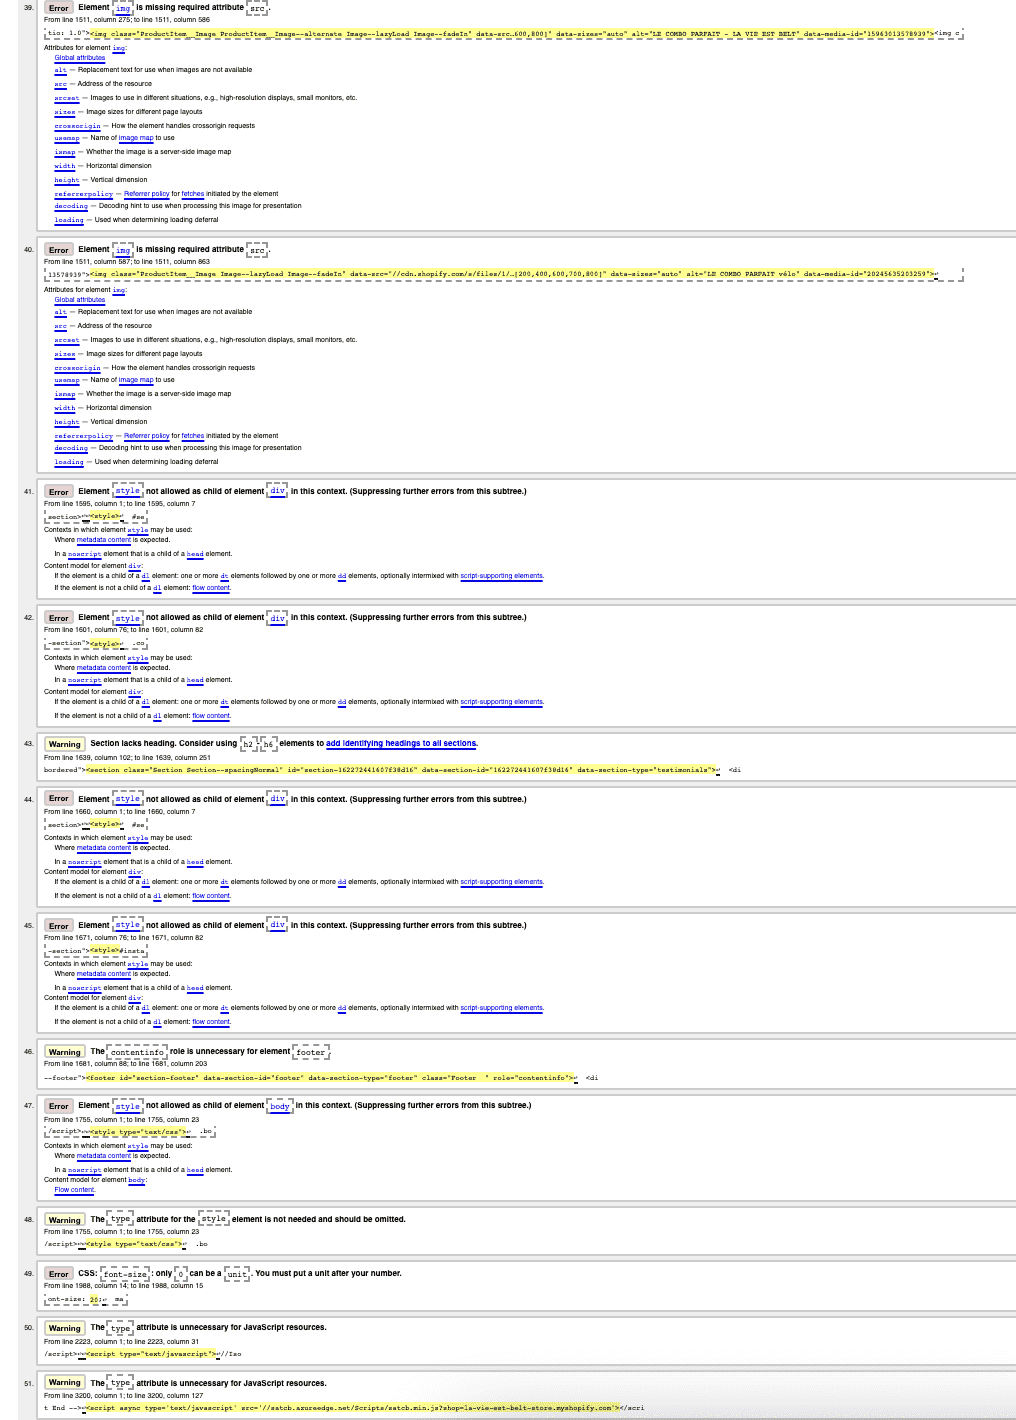 39. Error Element img is missing required attribute src.
From line 1511, column 275; to line 1511, column 586
tio: 1.0"><img class="ProductItem__Image ProductItem__Image--alternate Image--lazyLoad Image--fadeIn" data-src…600,800]" data-sizes="auto" alt="LE COMBO PARFAIT - LA VIE EST BELT" data-media-id="15963013578939"><img c
Attributes for element img:
Global attributes
alt — Replacement text for use when images are not available
src — Address of the resource
srcset — Images to use in different situations, e.g., high-resolution displays, small monitors, etc.
sizes — Image sizes for different page layouts
crossorigin — How the element handles crossorigin requests
usemap — Name of image map to use
ismap — Whether the image is a server-side image map
width — Horizontal dimension
height — Vertical dimension
referrerpolicy — Referrer policy for fetches initiated by the element
decoding — Decoding hint to use when processing this image for presentation
loading — Used when determining loading deferral
40. Error Element img is missing required attribute src.
From line 1511, column 587; to line 1511, column 863
13578939"><img class="ProductItem__Image Image--lazyLoad Image--fadeIn" data-src="//cdn.shopify.com/s/files/1/…[200,400,600,700,800]" data-sizes="auto" alt="LE COMBO PARFAIT vélo" data-media-id="20245635203259">↩
Attributes for element img:
Global attributes
alt — Replacement text for use when images are not available
src — Address of the resource
srcset — Images to use in different situations, e.g., high-resolution displays, small monitors, etc.
sizes — Image sizes for different page layouts
crossorigin — How the element handles crossorigin requests
usemap — Name of image map to use
ismap — Whether the image is a server-side image map
width — Horizontal dimension
height — Vertical dimension
referrerpolicy — Referrer policy for fetches initiated by the element
decoding — Decoding hint to use when processing this image for presentation
loading — Used when determining loading deferral
41. Error Element style not allowed as child of element div in this context. (Suppressing further errors from this subtree.)
From line 1595, column 1; to line 1595, column 7
section>↩↩<style>↩ #se
Contexts in which element style may be used:
Where metadata content is expected.
In a noscript element that is a child of a head element.
Content model for element div:
If the element is a child of a dl element: one or more dt elements followed by one or more dd elements, optionally intermixed with script-supporting elements.
If the element is not a child of a dl element: flow content.
42. Error Element style not allowed as child of element div in this context. (Suppressing further errors from this subtree.)
From line 1601, column 76; to line 1601, column 82
-section"><style>↩ .co
Contexts in which element style may be used:
Where metadata content is expected.
In a noscript element that is a child of a head element.
Content model for element div:
If the element is a child of a dl element: one or more dt elements followed by one or more dd elements, optionally intermixed with script-supporting elements.
If the element is not a child of a dl element: flow content.
43. Warning Section lacks heading. Consider using h2-h6 elements to add identifying headings to all sections.
From line 1639, column 102; to line 1639, column 251
bordered"><section class="Section Section--spacingNormal" id="section-162272441607f38d16" data-section-id="162272441607f38d16" data-section-type="testimonials">↩ <di
44. Error Element style not allowed as child of element div in this context. (Suppressing further errors from this subtree.)
From line 1660, column 1; to line 1660, column 7
section>↩↩<style>↩ #se
Contexts in which element style may be used:
Where metadata content is expected.
In a noscript element that is a child of a head element.
Content model for element div:
If the element is a child of a dl element: one or more dt elements followed by one or more dd elements, optionally intermixed with script-supporting elements.
If the element is not a child of a dl element: flow content.
45. Error Element style not allowed as child of element div in this context. (Suppressing further errors from this subtree.)
From line 1671, column 76; to line 1671, column 82
-section"><style>#insta
Contexts in which element style may be used:
Where metadata content is expected.
In a noscript element that is a child of a head element.
Content model for element div:
If the element is a child of a dl element: one or more dt elements followed by one or more dd elements, optionally intermixed with script-supporting elements.
If the element is not a child of a dl element: flow content.
46. Warning The contentinfo role is unnecessary for element footer.
From line 1681, column 88; to line 1681, column 203
--footer"><footer id="section-footer" data-section-id="footer" data-section-type="footer" class="Footer " role="contentinfo">↩ <di
47. Error Element style not allowed as child of element body in this context. (Suppressing further errors from this subtree.)
From line 1755, column 1; to line 1755, column 23
/script>↩↩<style type="text/css">↩ .bo
Contexts in which element style may be used:
Where metadata content is expected.
In a noscript element that is a child of a head element.
Content model for element body:
Flow content.
48. Warning The type attribute for the style element is not needed and should be omitted.
From line 1755, column 1; to line 1755, column 23
/script>↩↩<style type="text/css">↩ .bo
49. Error CSS: font-size: only 0 can be a unit. You must put a unit after your number.
From line 1988, column 14; to line 1988, column 15
ont-size: 20;↩ ma
50. Warning The type attribute is unnecessary for JavaScript resources.
From line 2223, column 1; to line 2223, column 31
/script>↩↩<script type="text/javascript">↩//Iso
51. Warning The type attribute is unnecessary for JavaScript resources.
From line 3200, column 1; to line 3200, column 127
t End -->↩<script async type='text/javascript' src='//satcb.azureedge.net/Scripts/satcb.min.js?shop=la-vie-est-belt-store.myshopify.com'></scri